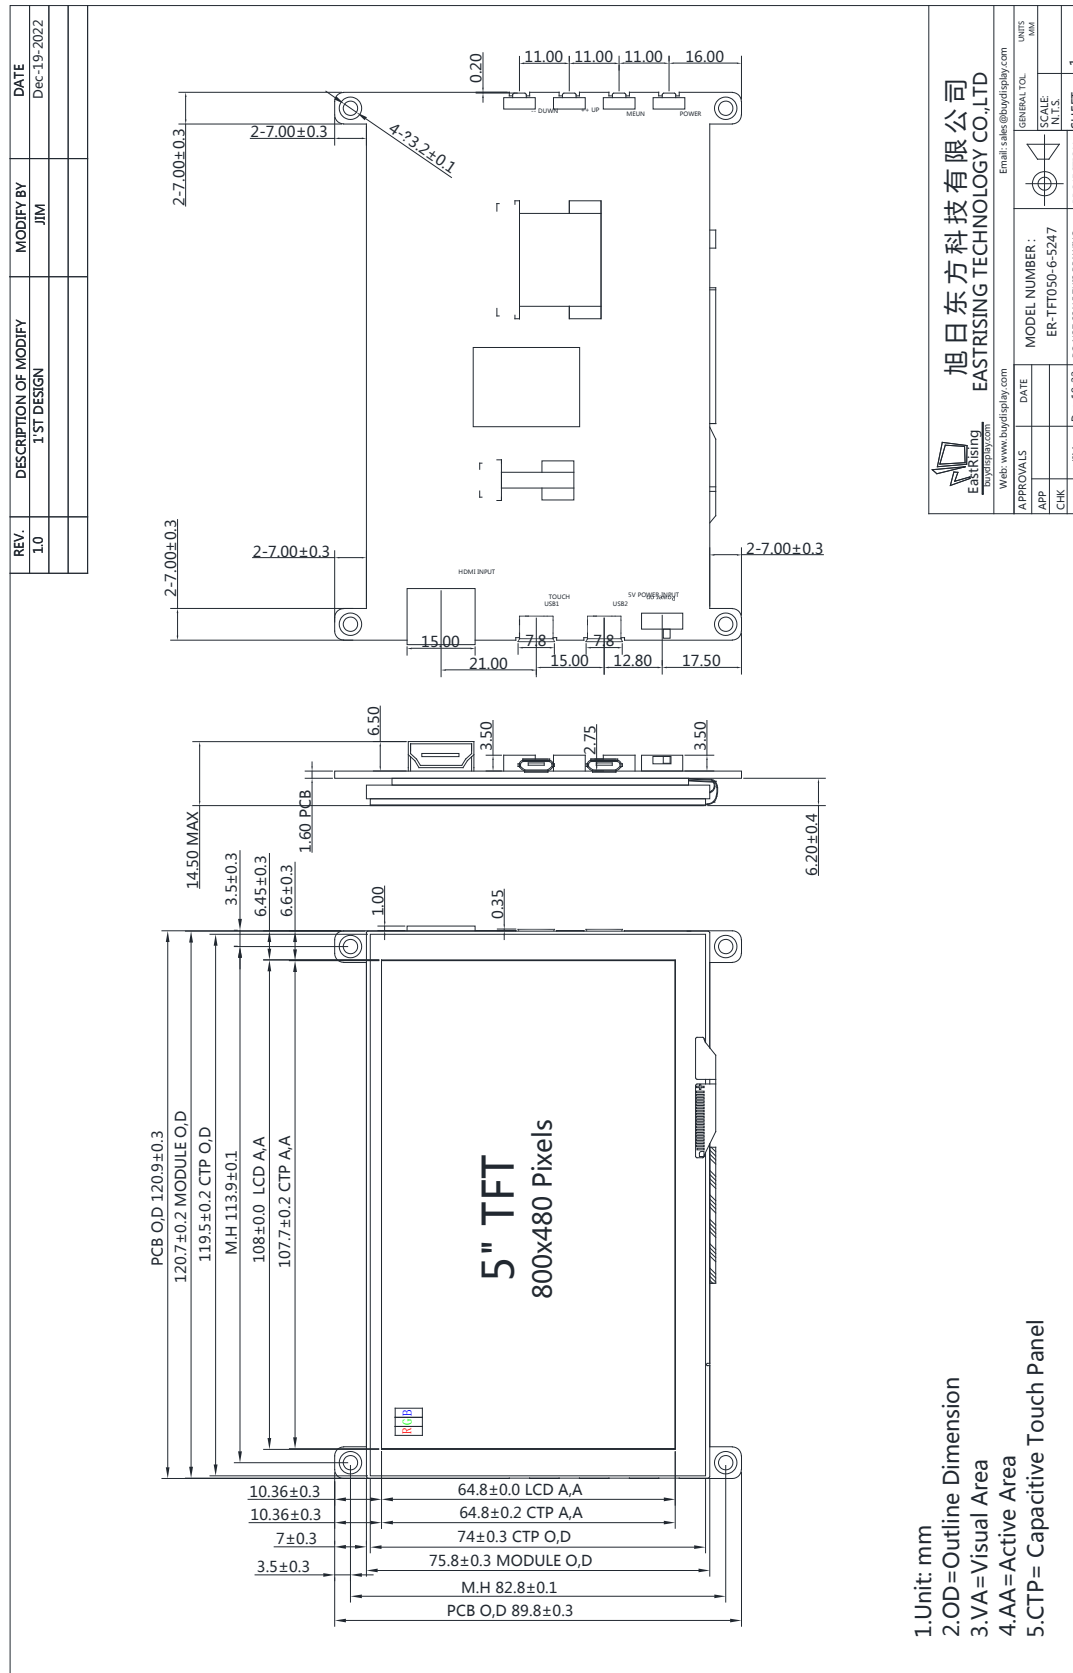 REV.
DESCRIPTION OF MODIFY
MODIFY BY
DATE
1.0
1'ST DESIGN
JIM
Dec-19-2022
0.20
11.00
11.00
11.00
16.00
-- DUWN
++ UP
MEUN
POWER
2-7.00±0.3
2-7.00±0.3
4-?3.2±0.1
2-7.00±0.3
2-7.00±0.3
2-7.00±0.3
HDMI INPUT
TOUCH
USB1
USB2
5V POWER INPUT
15.00
7.8
7.8
21.00
15.00
12.80
17.50
6.50
3.50
2.75
3.50
14.50 MAX
1.60 PCB
6.20±0.4
3.5±0.3
6.45±0.3
6.6±0.3
1.00
0.35
PCB O,D 120.9±0.3
120.7±0.2 MODULE O,D
119.5±0.2 CTP O,D
M.H 113.9±0.1
108±0.0 LCD A,A
107.7±0.2 CTP A,A
5" TFT
800x480 Pixels
RGB
10.36±0.3
64.8±0.0 LCD A,A
10.36±0.3
64.8±0.2 CTP A,A
7±0.3
74±0.3 CTP O,D
75.8±0.3 MODULE O,D
3.5±0.3
M.H 82.8±0.1
PCB O,D 89.8±0.3
1.Unit: mm
2.OD=Outline Dimension
3.VA=Visual Area
4.AA=Active Area
5.CTP= Capacitive Touch Panel
EastRising
buydisplay.com
旭日东方科技有限公司
EASTRISING TECHNOLOGY CO.,LTD
Web: www.buydisplay.com
Email: sales@buydisplay.com
APPROVALS
DATE
MODEL NUMBER :
ER-TFT050-6-5247
GENERAL TOL.
UNITS
MM
APP
SCALE:
N.T.S.
CHK